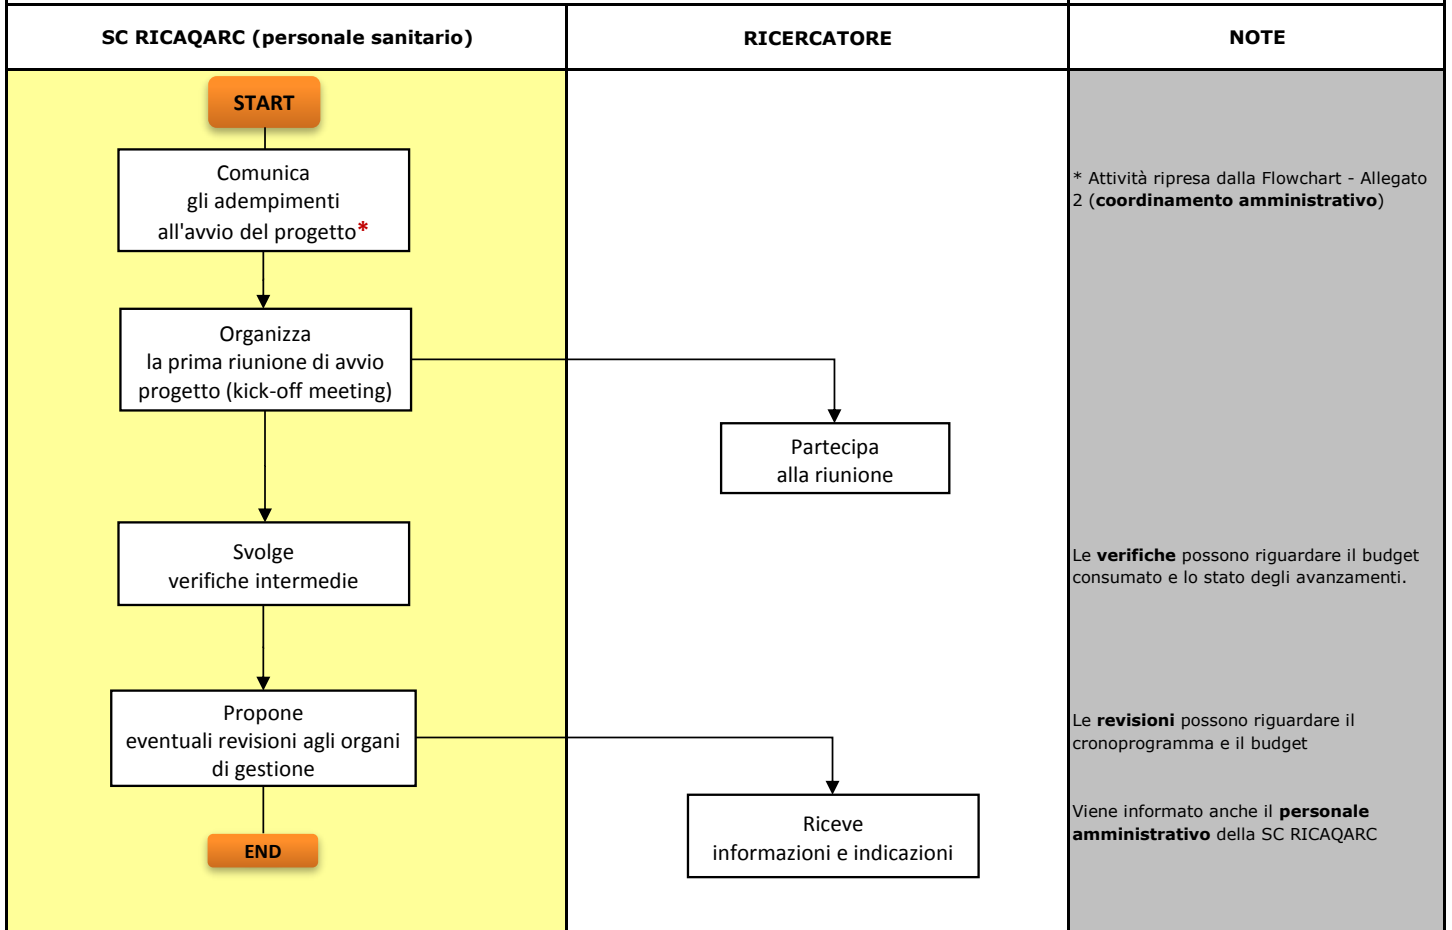 SC RICAQARC (personale sanitario)
RICERCATORE
NOTE
START
Comunica
gli adempimenti
all'avvio del progetto*
* Attività ripresa dalla Flowchart - Allegato
2 (coordinamento amministrativo)
Organizza
la prima riunione di avvio
progetto (kick-off meeting)
Partecipa
alla riunione
Svolge
verifiche intermedie
Le verifiche possono riguardare il budget
consumato e lo stato degli avanzamenti.
Propone
eventuali revisioni agli organi
di gestione
Le revisioni possono riguardare il
cronoprogramma e il budget
Riceve
informazioni e indicazioni
Viene informato anche il personale
amministrativo della SC RICAQARC
END